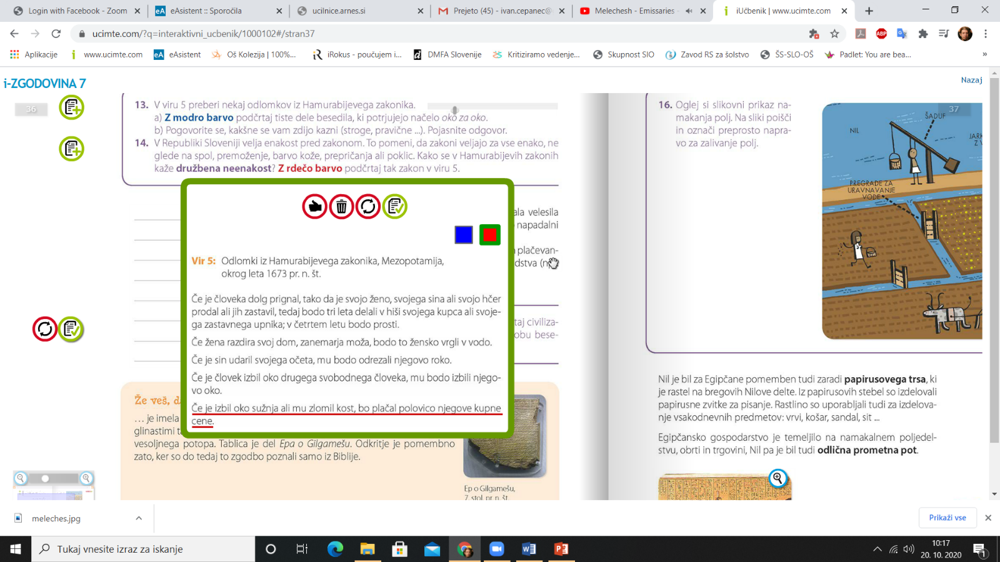 Login with Facebook - Zoom
eAsistent :: Sporočila
ucilnice.arnes.si
Prejeto (45) - ivan.cepanec@
Melechesh - Emissaries
iUčbenik | www.ucimte.com
ucimte.com/?q=interaktivni_ucbenik/1000102#/stran37
Aplikacije
www.ucimte.com
eAsistent
Oš Kolezija | 100%...
iRokus - poučujem i...
DMFA Slovenije
Kritiziramo vedenje...
Skupnost SIO
Zavod RS za šolstvo
ŠS-SLO-OŠ
Padlet: You are bea...
i-ZGODOVINA 7
Nazaj
36
13. V viru 5 preberi nekaj odlomkov iz Hamurabijevega zakonika.
a) Z modro barvo podčrtaj tiste dele besedila, ki potrjujejo načelo oko za oko.
b) Pogovorite se, kakšne se vam zdijo kazni (stroge, pravične ...). Pojasnite odgovor.
14. V Republiki Sloveniji velja enakost pred zakonom. To pomeni, da zakoni veljajo za vse enako, ne
glede na spol, premoženje, barvo kože, prepričanja ali poklic. Kako se v Hamurabijevih zakonih
kaže družbena neenakost? Z rdečo barvo podčrtaj tak zakon v viru 5.
ala velesila
napadalni
plačevan-
dstva (n
taj civiliza-
obu bese-
Vir 5: Odlomki iz Hamurabijevega zakonika, Mezopotamija,
okrog leta 1673 pr. n. št.
Če je človeka dolg prignal, tako da je svojo ženo, svojega sina ali svojo hčer
prodal ali jih zastavil, tedaj bodo tri leta delali v hiši svojega kupca ali svoje-
ga zastavnega upnika; v četrtem letu bodo prosti.
Če žena razdira svoj dom, zanemarja moža, bodo to žensko vrgli v vodo.
Če je sin udaril svojega očeta, mu bodo odrezali njegovo roko.
Če je človek izbil oko drugega svobodnega človeka, mu bodo izbili njego-
vo oko.
Če je izbil oko sužnja ali mu zlomil kost, bo plačal polovico njegove kupne
cene.
Že veš, d
... je imela
glinastimi t
vesoljnega potopa. Tablica je del Epa o Gilgamešu. Odkritje je pomembno
zato, ker so do tedaj to zgodbo poznali samo iz Biblije.
Ep o Gilgamešu,
7. stol. pr. n. št.
16. Oglej si slikovni prikaz na-
makanja polj. Na sliki poišči
in označi preprosto napra-
vo za zalivanje polj.
37
ŠADUF
NIL
JAR
Z V
PREGRADE ZA
URAVNAVANJE
VODE
Nil je bil za Egipčane pomemben tudi zaradi papirusovega trsa, ki
je rastel na bregovih Nilove delte. Iz papirusovih stebel so izdelovali
papirusne zvitke za pisanje. Rastlino so uporabljali tudi za izdelova-
nje vsakodnevnih predmetov: vrvi, košar, sandal, sit ...
Egipčansko gospodarstvo je temeljilo na namakalnem poljedel-
stvu, obrti in trgovini, Nil pa je bil tudi odlična prometna pot.
meleches.jpg
Prikaži vse
Tukaj vnesite izraz za iskanje
10:17
20. 10. 2020
1